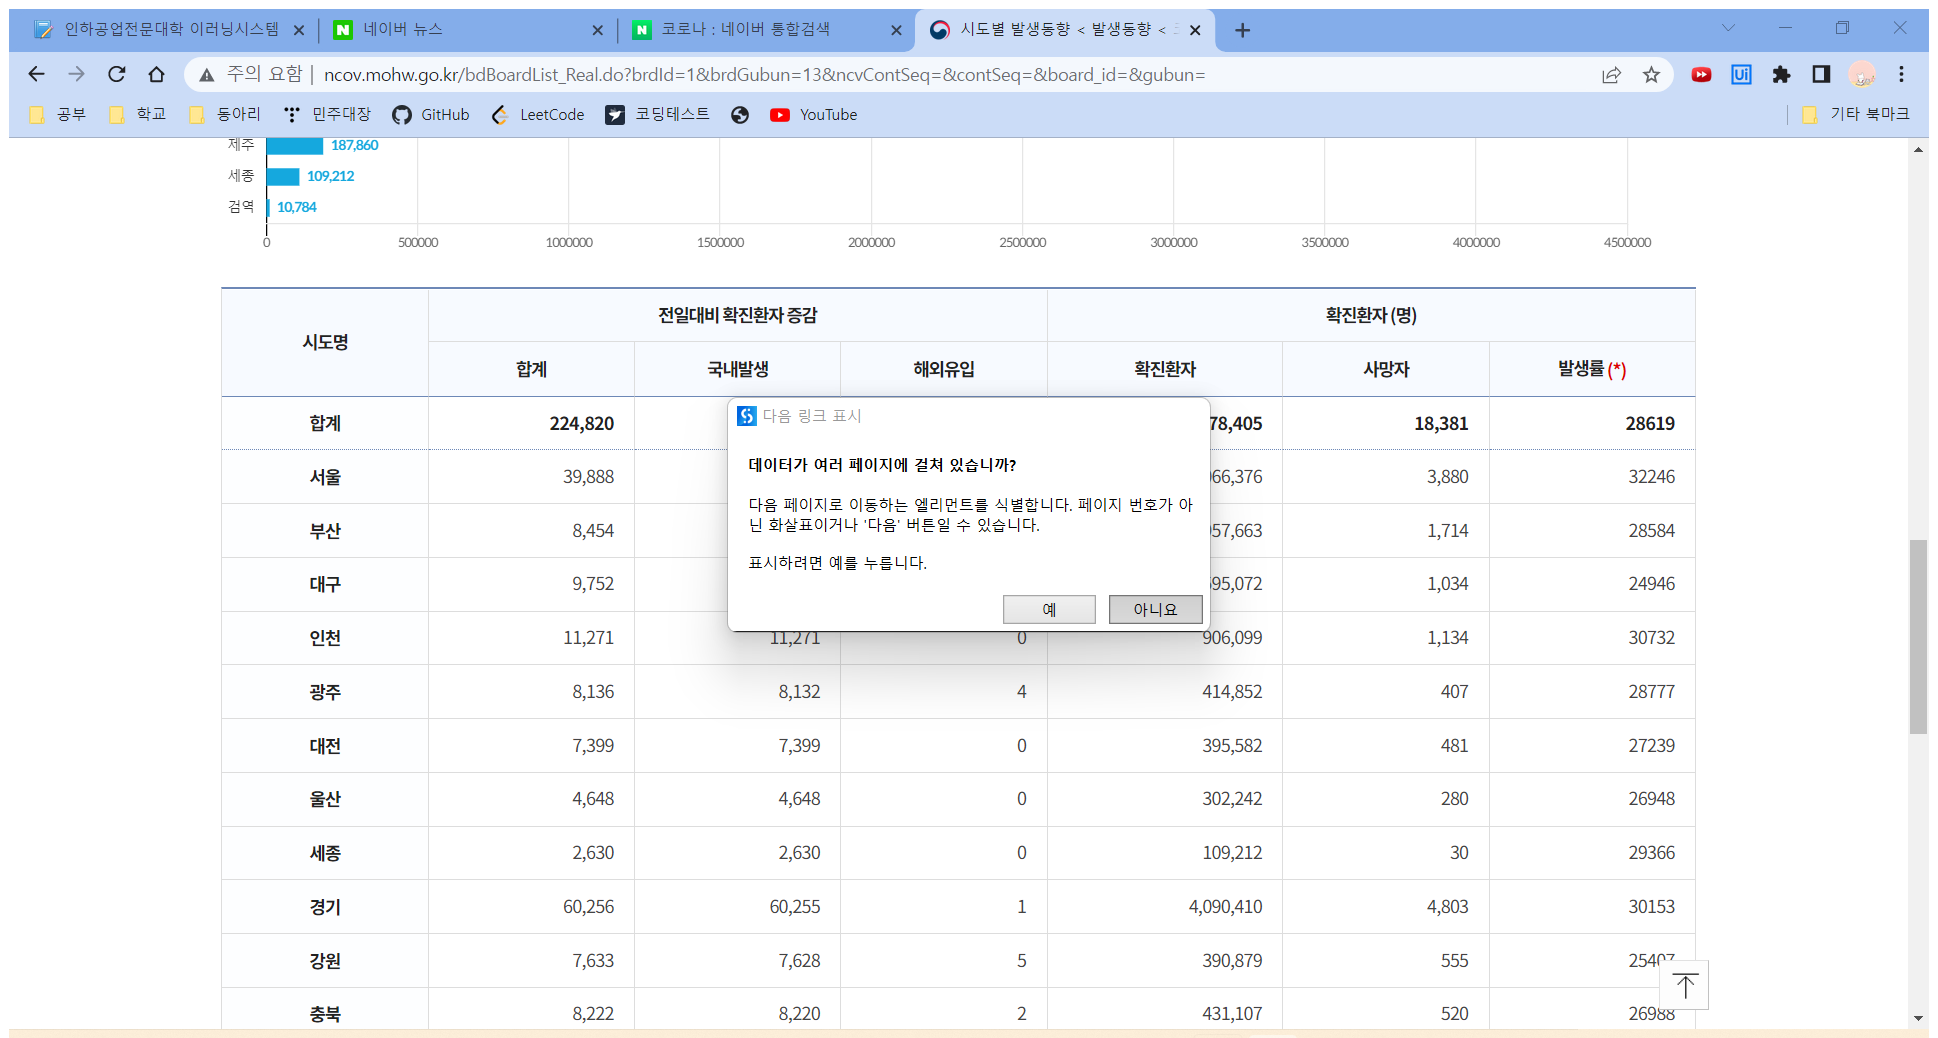 인하공업전문대학 이러닝시스템
네이버 뉴스
코로나 : 네이버 통합검색
시도별 발생동향 < 발생동향 <
주의 요함 | ncov.mohw.go.kr/bdBoardList_Real.do?brdId=1&brdGubun=13&ncvContSeq=&contSeq=&board_id=&gubun=
공부 학교 동아리 민주대장 GitHub LeetCode 코딩테스트 YouTube 기타 북마크
제주 187,860
세종 109,212
검역 10,784
0 500000 1000000 1500000 2000000 2500000 3000000 3500000 4000000 4500000
시도명 전일대비 확진환자 증감 확진환자 (명)
합계 국내발생 해외유입 확진환자 사망자 발생률 (*)
합계 224,820 78,405 18,381 28619
서울 39,888 66,376 3,880 32246
부산 8,454 57,663 1,714 28584
대구 9,752 95,072 1,034 24946
인천 11,271 11,271 0 906,099 1,134 30732
광주 8,136 8,132 4 414,852 407 28777
대전 7,399 7,399 0 395,582 481 27239
울산 4,648 4,648 0 302,242 280 26948
세종 2,630 2,630 0 109,212 30 29366
경기 60,256 60,255 1 4,090,410 4,803 30153
강원 7,633 7,628 5 390,879 555 25407
충북 8,222 8,220 2 431,107 520 26988
다음 링크 표시
데이터가 여러 페이지에 걸쳐 있습니까?
다음 페이지로 이동하는 엘리먼트를 식별합니다. 페이지 번호가 아
닌 화살표이거나 '다음' 버튼일 수 있습니다.
표시하려면 예를 누릅니다.
예 아니요